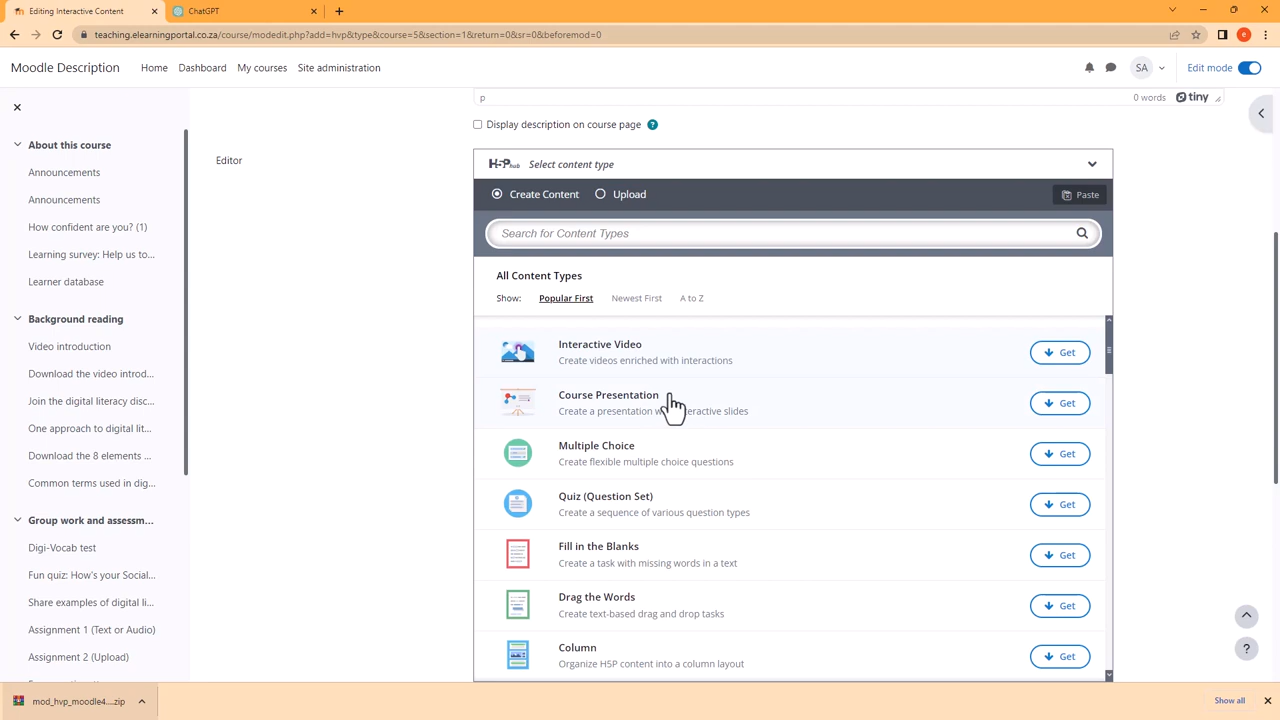 Editing Interactive Content
ChatGPT
teaching.elearningportal.co.za/course/modedit.php?add=hvp&type&course=5&section=1&return=0&sr=0&beforemod=0
e
Moodle Description
Home
Dashboard
My courses
Site administration
SA
Edit mode
About this course
Announcements
Announcements
How confident are you? (1)
Learning survey: Help us to...
Learner database
Background reading
Video introduction
Download the video introd...
Join the digital literacy disc...
One approach to digital lit...
Download the 8 elements ...
Common terms used in dig...
Group work and assessm...
Digi-Vocab test
Fun quiz: How's your Social...
Share examples of digital li...
Assignment 1 (Text or Audio)
Assignment 2 (Upload)
p
0 words
tiny
Display description on course page
?
Editor
H5P hub
Select content type
Create Content
Upload
Paste
Search for Content Types
All Content Types
Show:
Popular First
Newest First
A to Z
Interactive Video
Create videos enriched with interactions
Get
Course Presentation
Create a presentation w
teractive slides
Get
Multiple Choice
Create flexible multiple choice questions
Get
Quiz (Question Set)
Create a sequence of various question types
Get
Fill in the Blanks
Create a task with missing words in a text
Get
Drag the Words
Create text-based drag and drop tasks
Get
Column
Organize H5P content into a column layout
Get
?
mod_hvp_moodle4....zip
Show all